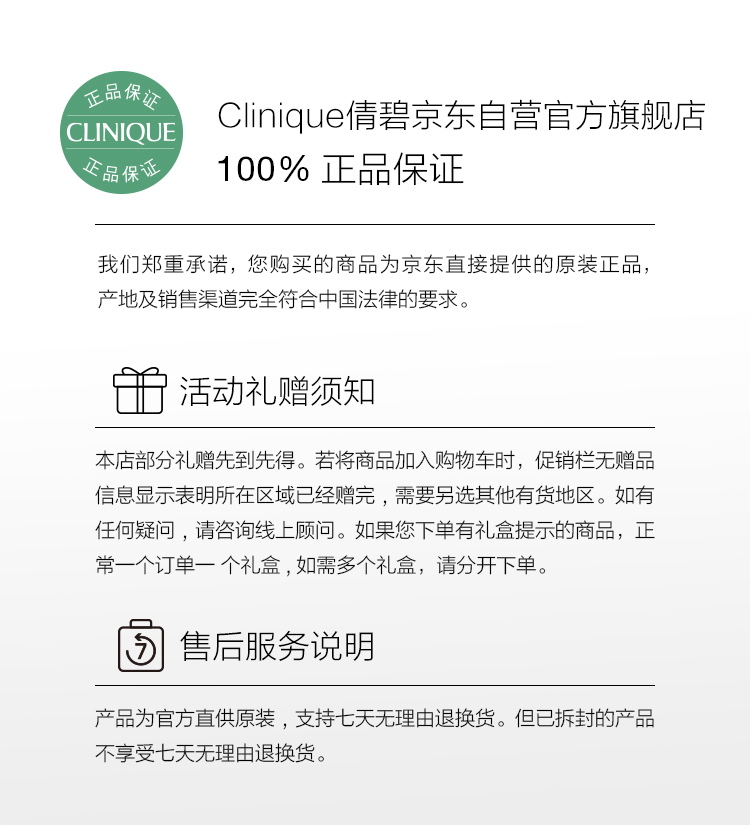 正品保证
CLINIQUE
正品保证
Clinique倩碧京东自营官方旗舰店
100% 正品保证
我们郑重承诺，您购买的商品为京东直接提供的原装正品，
产地及销售渠道完全符合中国法律的要求。
活动礼赠须知
本店部分礼赠先到先得。若将商品加入购物车时，促销栏无赠品
信息显示表明所在区域已经赠完，需要另选其他有货地区。如有
任何疑问，请咨询线上顾问。如果您下单有礼盒提示的商品，正
常一个订单一 个礼盒，如需多个礼盒，请分开下单。
7
售后服务说明
产品为官方直供原装，支持七天无理由退换货。但已拆封的产品
不享受七天无理由退换货。